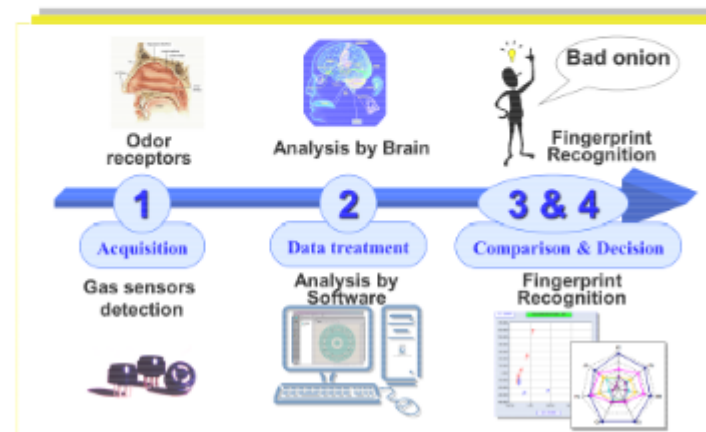 Bad onion
Odor
receptors
Analysis by Brain
Fingerprint
Recognition
1
2
3 & 4
Acquisition
Data treatment
Comparison & Decision
Gas sensors
detection
Analysis by
Software
Fingerprint
Recognition